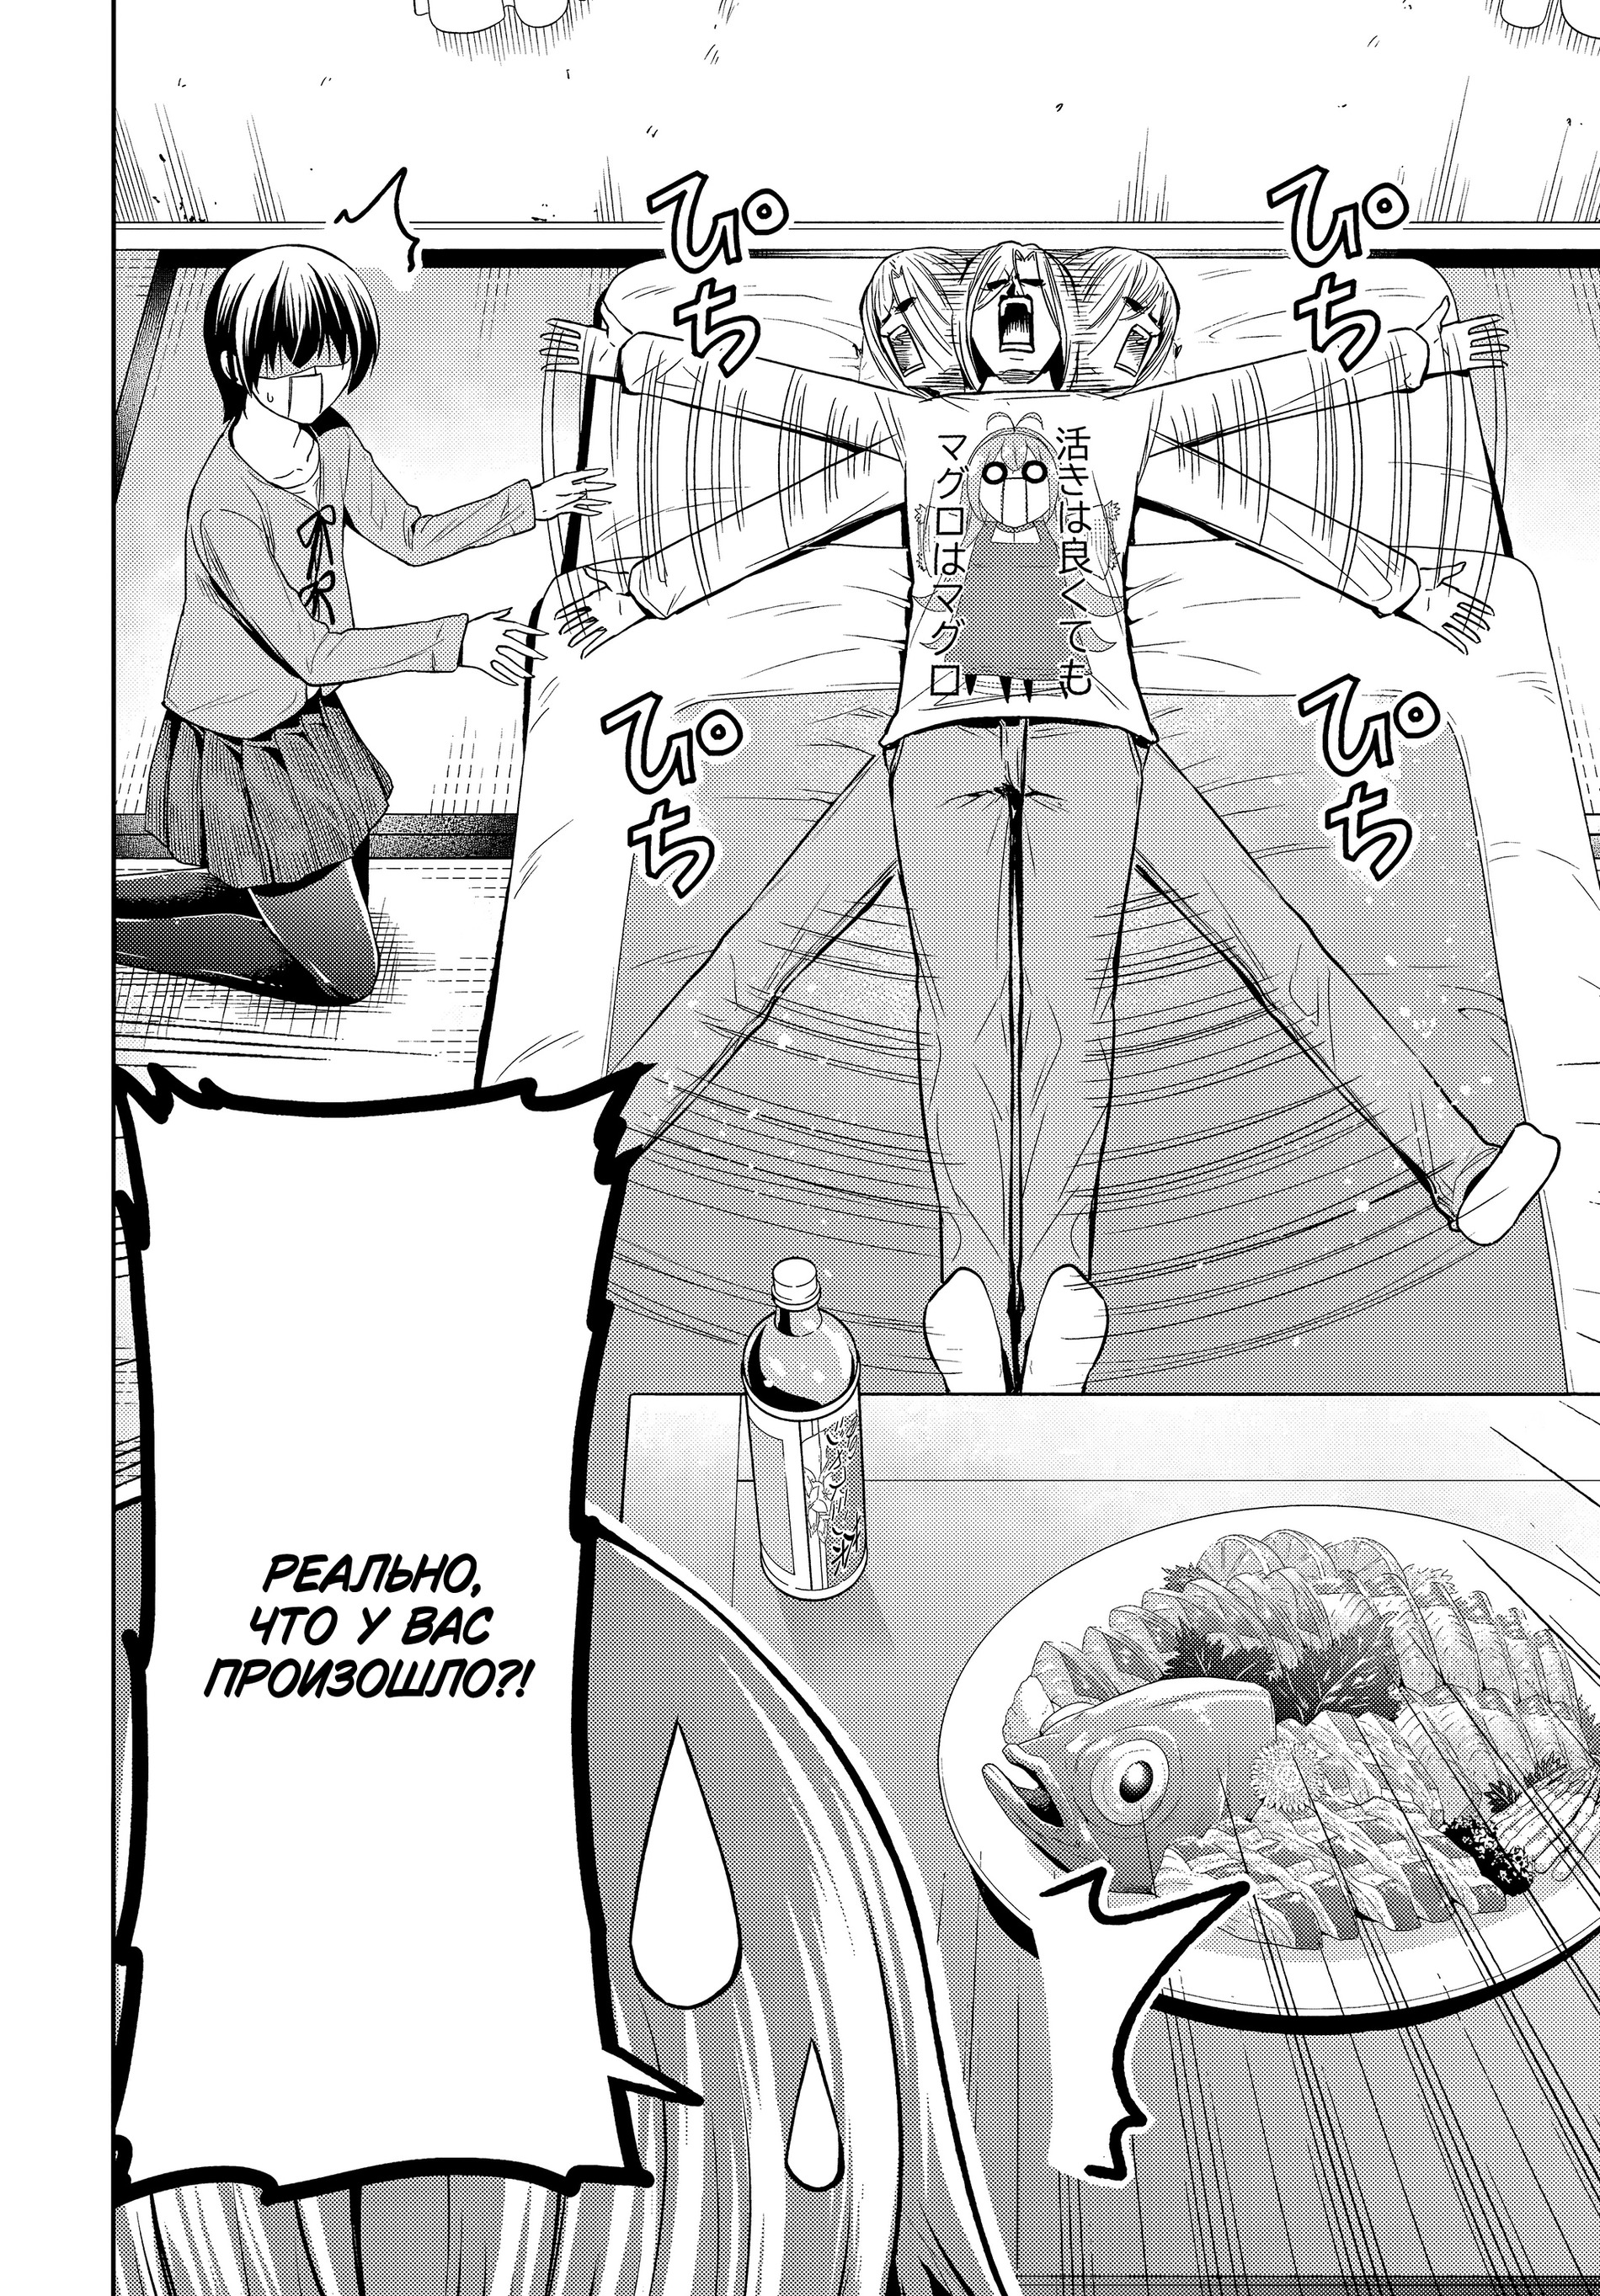 ぴち
ぴち
活きは良くても
マグロはマグロ
ぴち
ぴち
РЕАЛЬНО,
ЧТО У ВАС
ПРОИЗОШЛО?!